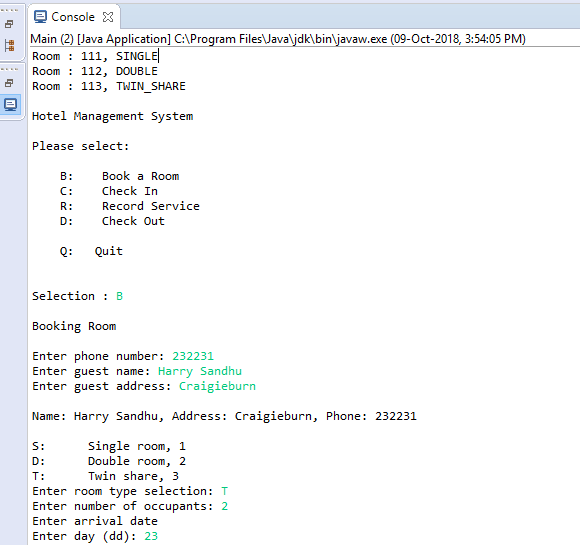 Console
Main (2) [Java Application] C:\Program Files\Java\jdk\bin\javaw.exe (09-Oct-2018, 3:54:05 PM)
Room : 111, SINGLE
Room : 112, DOUBLE
Room : 113, TWIN_SHARE
Hotel Management System
Please select:
B: Book a Room
C: Check In
R: Record Service
D: Check Out
Q: Quit
Selection : B
Booking Room
Enter phone number: 232231
Enter guest name: Harry Sandhu
Enter guest address: Craigieburn
Name: Harry Sandhu, Address: Craigieburn, Phone: 232231
S: Single room, 1
D: Double room, 2
T: Twin share, 3
Enter room type selection: T
Enter number of occupants: 2
Enter arrival date
Enter day (dd): 23